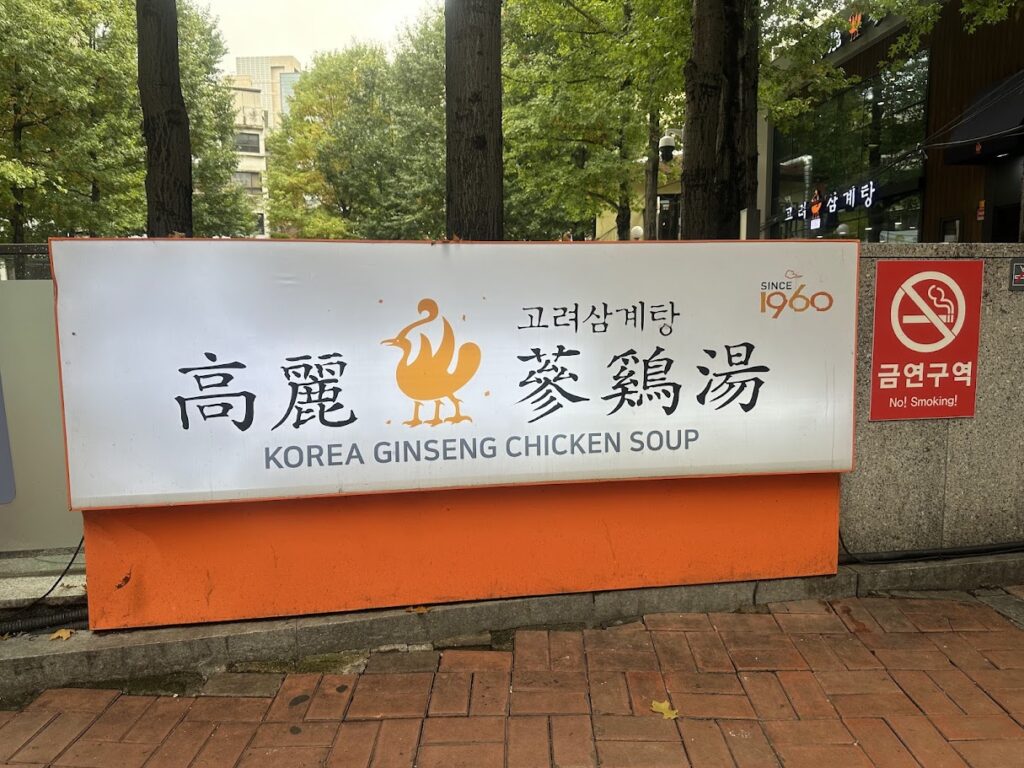 SINCE
1960
고려삼계탕
高麗 蔘鷄湯
KOREA GINSENG CHICKEN SOUP
고려 삼계탕
금연구역
No! Smoking!